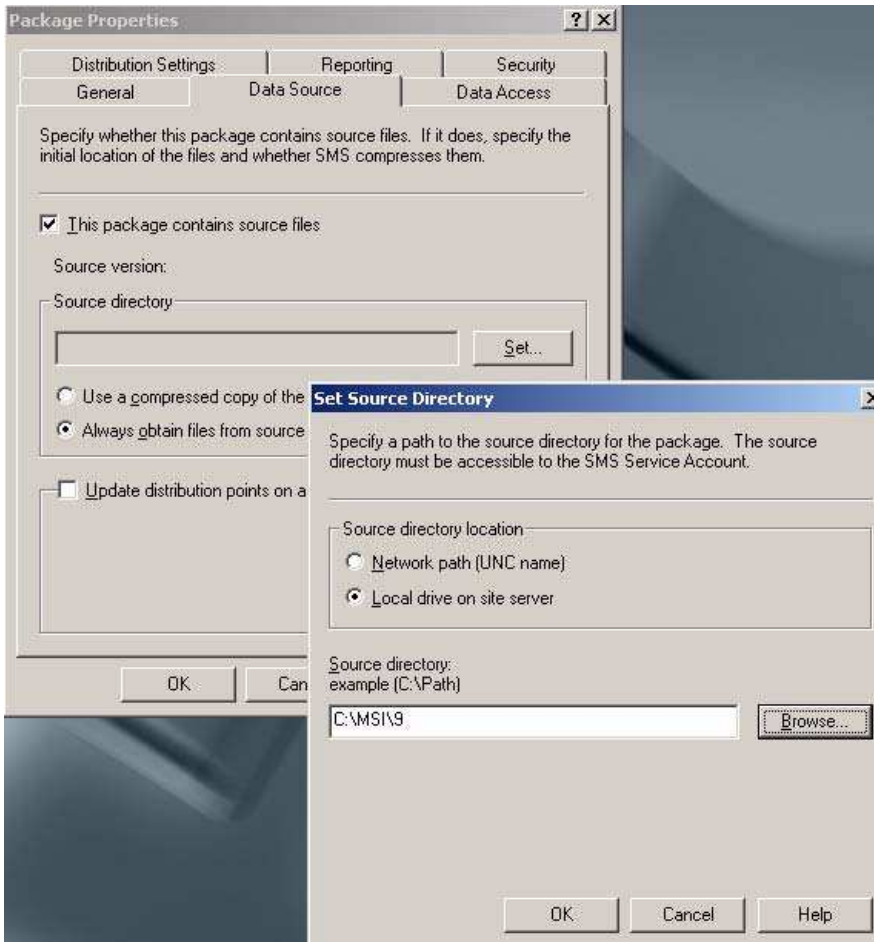 Package Properties
Distribution Settings
Reporting
Security
General
Data Source
Data Access
Specify whether this package contains source files. If it does, specify the
initial location of the files and whether SMS compresses them.
This package contains source files
Source version:
Source directory
Set...
Use a compressed copy of the
Always obtain files from source
Update distribution points on a
OK
Can
Set Source Directory
Specify a path to the source directory for the package. The source
directory must be accessible to the SMS Service Account.
Source directory location
Network path (UNC name)
Local drive on site server
Source directory:
example (C:\Path)
C:\MSI\9
Browse...
OK
Cancel
Help